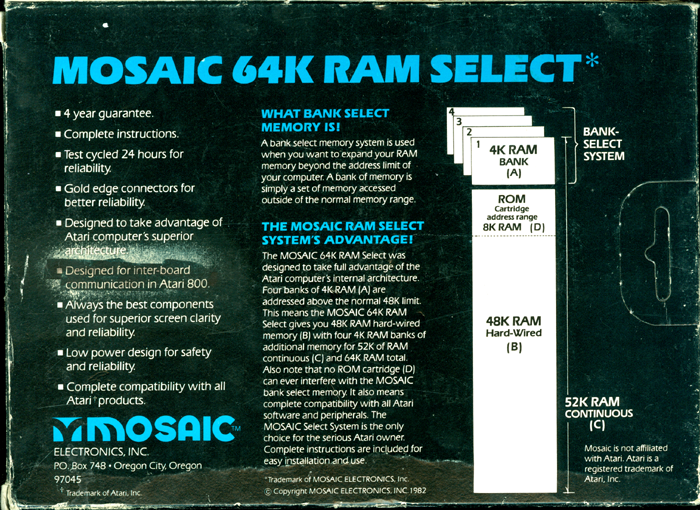 MOSAIC 64K RAM SELECT*
■ 4 year guarantee.
■ Complete instructions.
■ Test cycled 24 hours for
reliability.
■ Gold edge connectors for
better reliability.
■ Designed to take advantage of
Atari computer's superior
architecture.
■ Designed for inter-board
communication in Atari 800.
■ Always the best components
used for superior screen clarity
and reliability.
■ Low power design for safety
and reliability.
■ Complete compatibility with all
Atari† products.
MOSAIC™
ELECTRONICS, INC.
P.O. Box 748 • Oregon City, Oregon
97045
† Trademark of Atari, Inc.
WHAT BANK SELECT
MEMORY IS!
A bank select memory system is used
when you want to expand your RAM
memory beyond the address limit of
your computer. A bank of memory is
simply a set of memory accessed
outside of the normal memory range.
THE MOSAIC RAM SELECT
SYSTEM'S ADVANTAGE!
The MOSAIC 64K RAM Select was
designed to take full advantage of the
Atari computer's internal architecture.
Four banks of 4K RAM (A) are
addressed above the normal 48K limit.
This means the MOSAIC 64K RAM
Select gives you 48K RAM hard-wired
memory (B) with four 4K RAM banks of
additional memory for 52K of RAM
continuous (C) and 64K RAM total.
Also note that no ROM cartridge (D)
can ever interfere with the MOSAIC
bank select memory. It also means
complete compatibility with all Atari
software and peripherals. The
MOSAIC Select System is the only
choice for the serious Atari owner.
Complete instructions are included for
easy installation and use.
*Trademark of MOSAIC ELECTRONICS, INC.
© Copyright MOSAIC ELECTRONICS, INC. 1982
4
3
2
1
4K RAM
BANK
(A)
BANK-
SELECT
SYSTEM
ROM
Cartridge
address range
8K RAM (D)
48K RAM
Hard-Wired
(B)
52K RAM
CONTINUOUS
(C)
Mosaic is not affiliated
with Atari. Atari is a
registered trademark of
Atari, Inc.